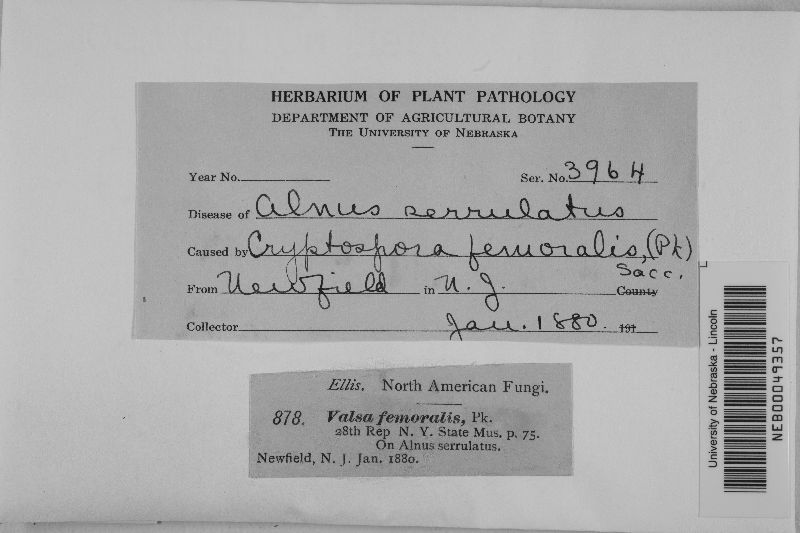 HERBARIUM OF PLANT PATHOLOGY
DEPARTMENT OF AGRICULTURAL BOTANY
THE UNIVERSITY OF NEBRASKA
Year No.
Ser. No. 3964
Disease of Alnus serrulatus
Caused by Cryptospora femoralis, (Pk)
Sacc.
From Newfield in N. J. County
Collector Jan. 1880. 191
Ellis. North American Fungi.
878. Valsa femoralis, Pk.
28th Rep N. Y. State Mus. p. 75.
On Alnus serrulatus.
Newfield, N. J. Jan. 1880.
University of Nebraska - Lincoln
NEB00049357